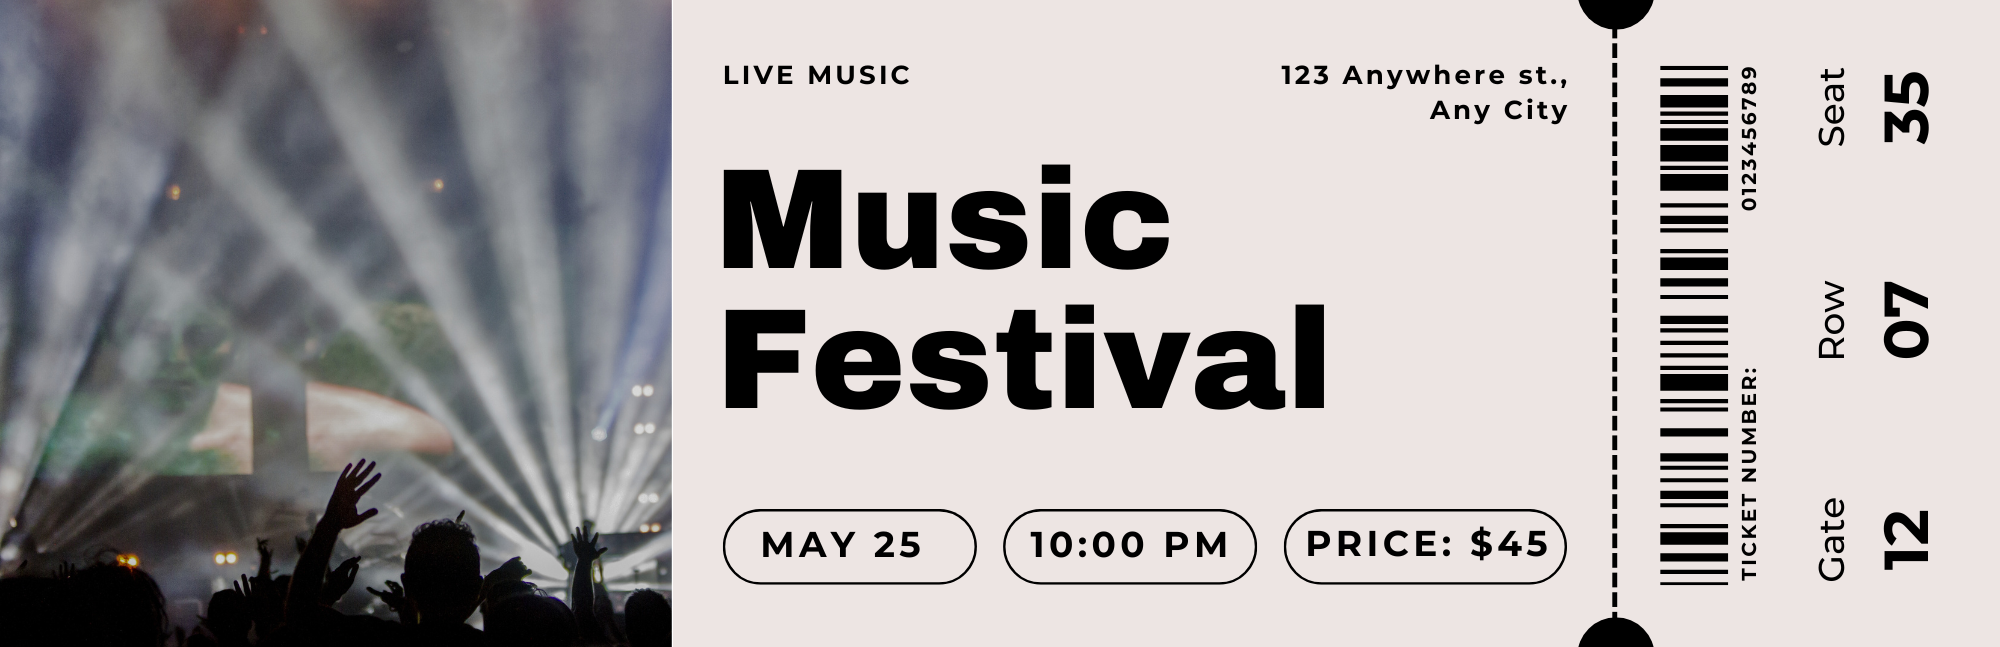 LIVE MUSIC
123 Anywhere st.,
Any City
Music
Festival
MAY 25
10:00 PM
PRICE: $45
TICKET NUMBER: 0123456789
Gate
12
Row
07
Seat
35